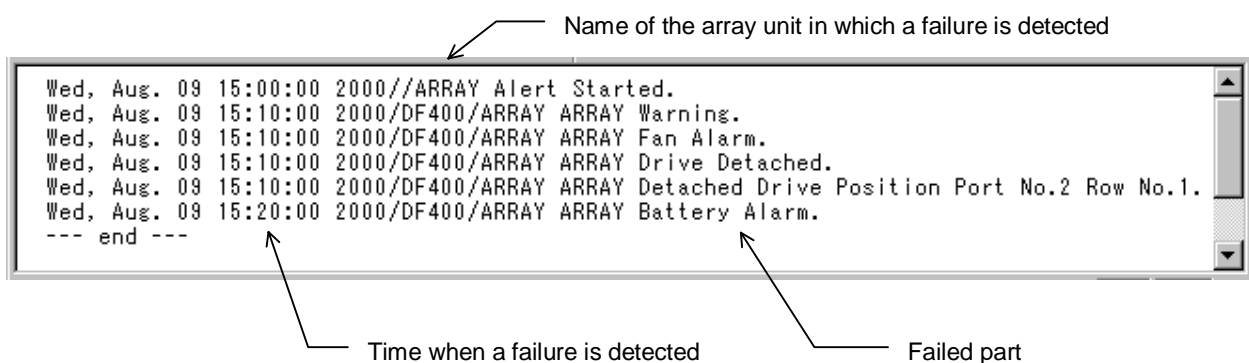 Name of the array unit in which a failure is detected
Wed, Aug. 09 15:00:00 2000//ARRAY Alert Started.
Wed, Aug. 09 15:10:00 2000/DF400/ARRAY ARRAY Warning.
Wed, Aug. 09 15:10:00 2000/DF400/ARRAY ARRAY Fan Alarm.
Wed, Aug. 09 15:10:00 2000/DF400/ARRAY ARRAY Drive Detached.
Wed, Aug. 09 15:10:00 2000/DF400/ARRAY ARRAY Detached Drive Position Port No.2 Row No.1.
Wed, Aug. 09 15:20:00 2000/DF400/ARRAY ARRAY Battery Alarm.
--- end ---
Time when a failure is detected
Failed part